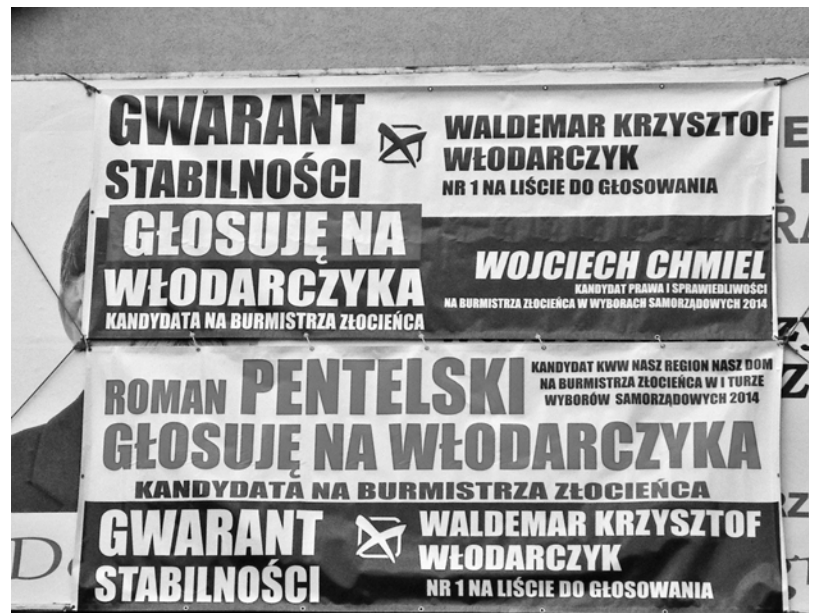 GWARANT
STABILNOŚCI
WALDEMAR KRZYSZTOF
WŁODARCZYK
NR 1 NA LIŚCIE DO GŁOSOWANIA
GŁOSUJĘ NA
WŁODARCZYKA
KANDYDATA NA BURMISTRZA ZŁOCIEŃCA
WOJCIECH CHMIEL
KANDYDAT PRAWA I SPRAWIEDLIWOŚCI
NA BURMISTRZA ZŁOCIEŃCA W WYBORACH SAMORZĄDOWYCH 2014
ROMAN PENTELSKI
KANDYDAT KWW NASZ REGION NASZ DOM
NA BURMISTRZA ZŁOCIEŃCA W I TURZE
WYBORÓW SAMORZĄDOWYCH 2014
GŁOSUJĘ NA WŁODARCZYKA
KANDYDATA NA BURMISTRZA ZŁOCIEŃCA
GWARANT
STABILNOŚCI
WALDEMAR KRZYSZTOF
WŁODARCZYK
NR 1 NA LIŚCIE DO GŁOSOWANIA